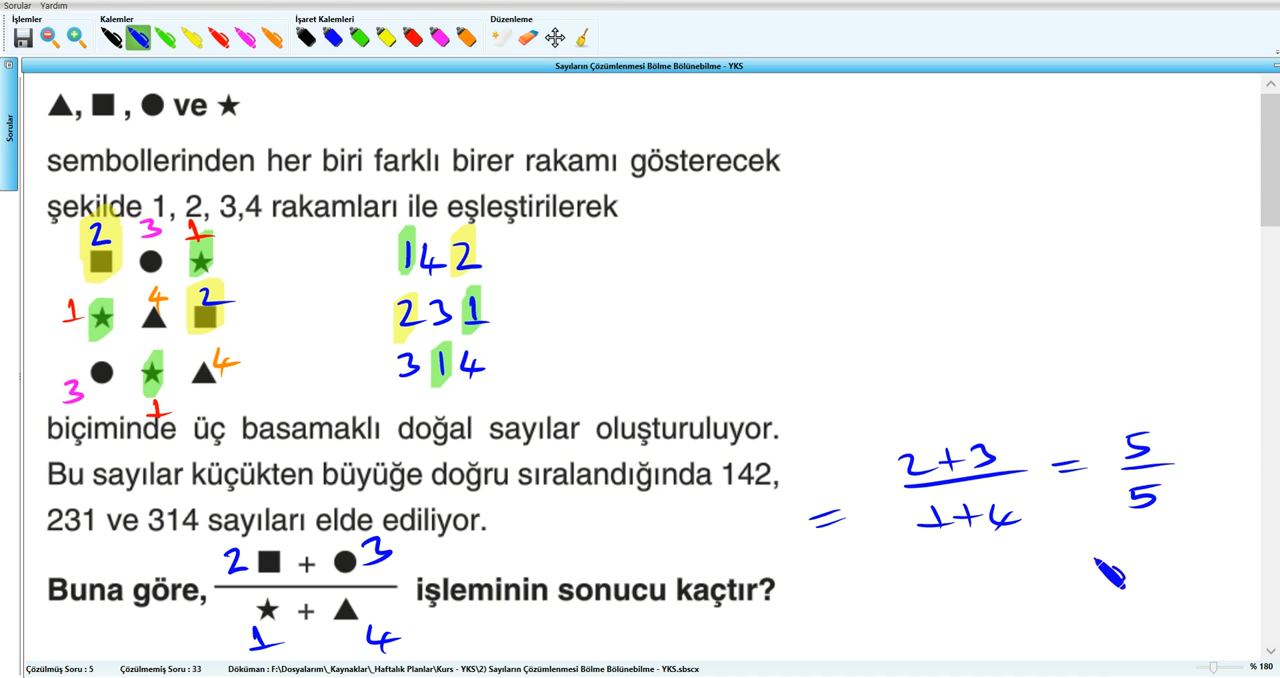 Sorular Yardım
İşlemler Kalemler İşaret Kalemleri Düzenleme
Sayıların Çözümlenmesi Bölme Bölünebilme - YKS
Sorular
▲, ■ , ● ve ★
sembollerinden her biri farklı birer rakamı gösterecek
şekilde 1, 2, 3,4 rakamları ile eşleştirilerek
2 3 1
■ ● ★ 142
1 4 2
★ ▲ ■ 231
● ★ ▲ 4 314
3 1
biçiminde üç basamaklı doğal sayılar oluşturuluyor.
Bu sayılar küçükten büyüğe doğru sıralandığında 142,
231 ve 314 sayıları elde ediliyor.
= 2+3 / 1+4 = 5 / 5
2 ■ + ● 3
Buna göre, işleminin sonucu kaçtır?
★ + ▲
1 4
Çözülmüş Soru : 5 Çözülmemiş Soru : 33 Döküman : F:\Dosyalarım\_Kaynaklar\_Haftalık Planlar\Kurs - YKS\2) Sayıların Çözümlenmesi Bölme Bölünebilme - YKS.sbscx % 180